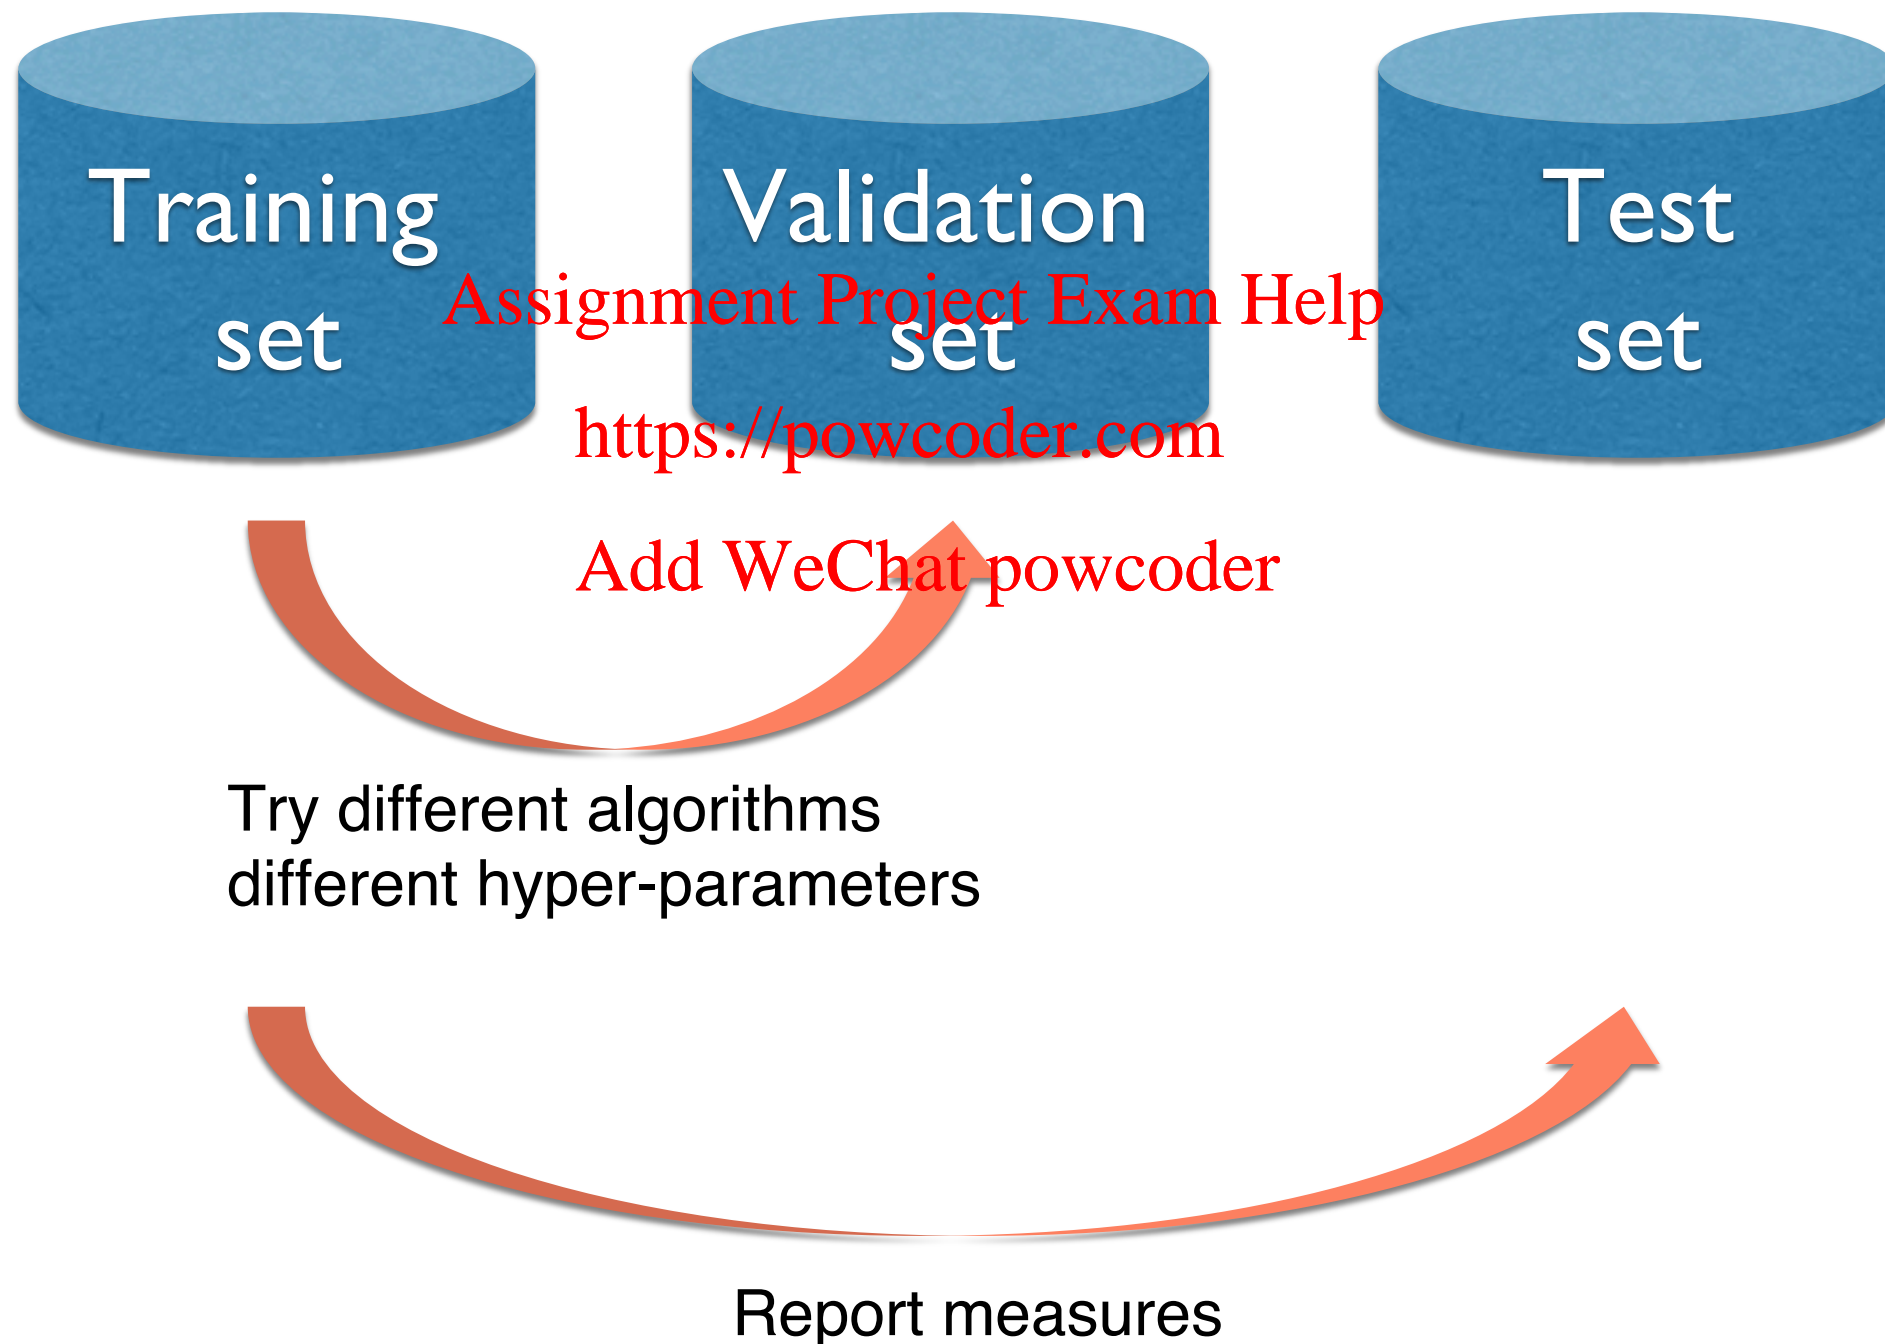 Training
set
Validation
set
Test
set
Assignment Project Exam Help
https://powcoder.com
Add WeChat powcoder
Try different algorithms
different hyper-parameters
Report measures